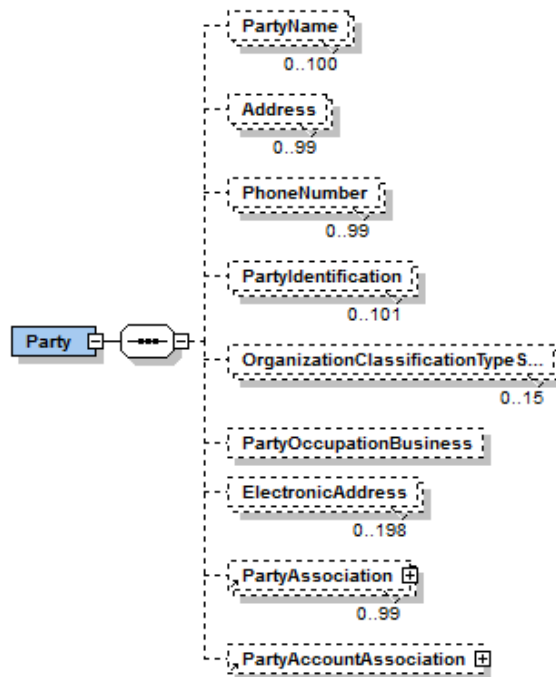 PartyName
0..100
Address
0..99
PhoneNumber
0..99
PartyIdentification
0..101
Party
OrganizationClassificationTypeS...
0..15
PartyOccupationBusiness
ElectronicAddress
0..198
PartyAssociation
0..99
PartyAccountAssociation